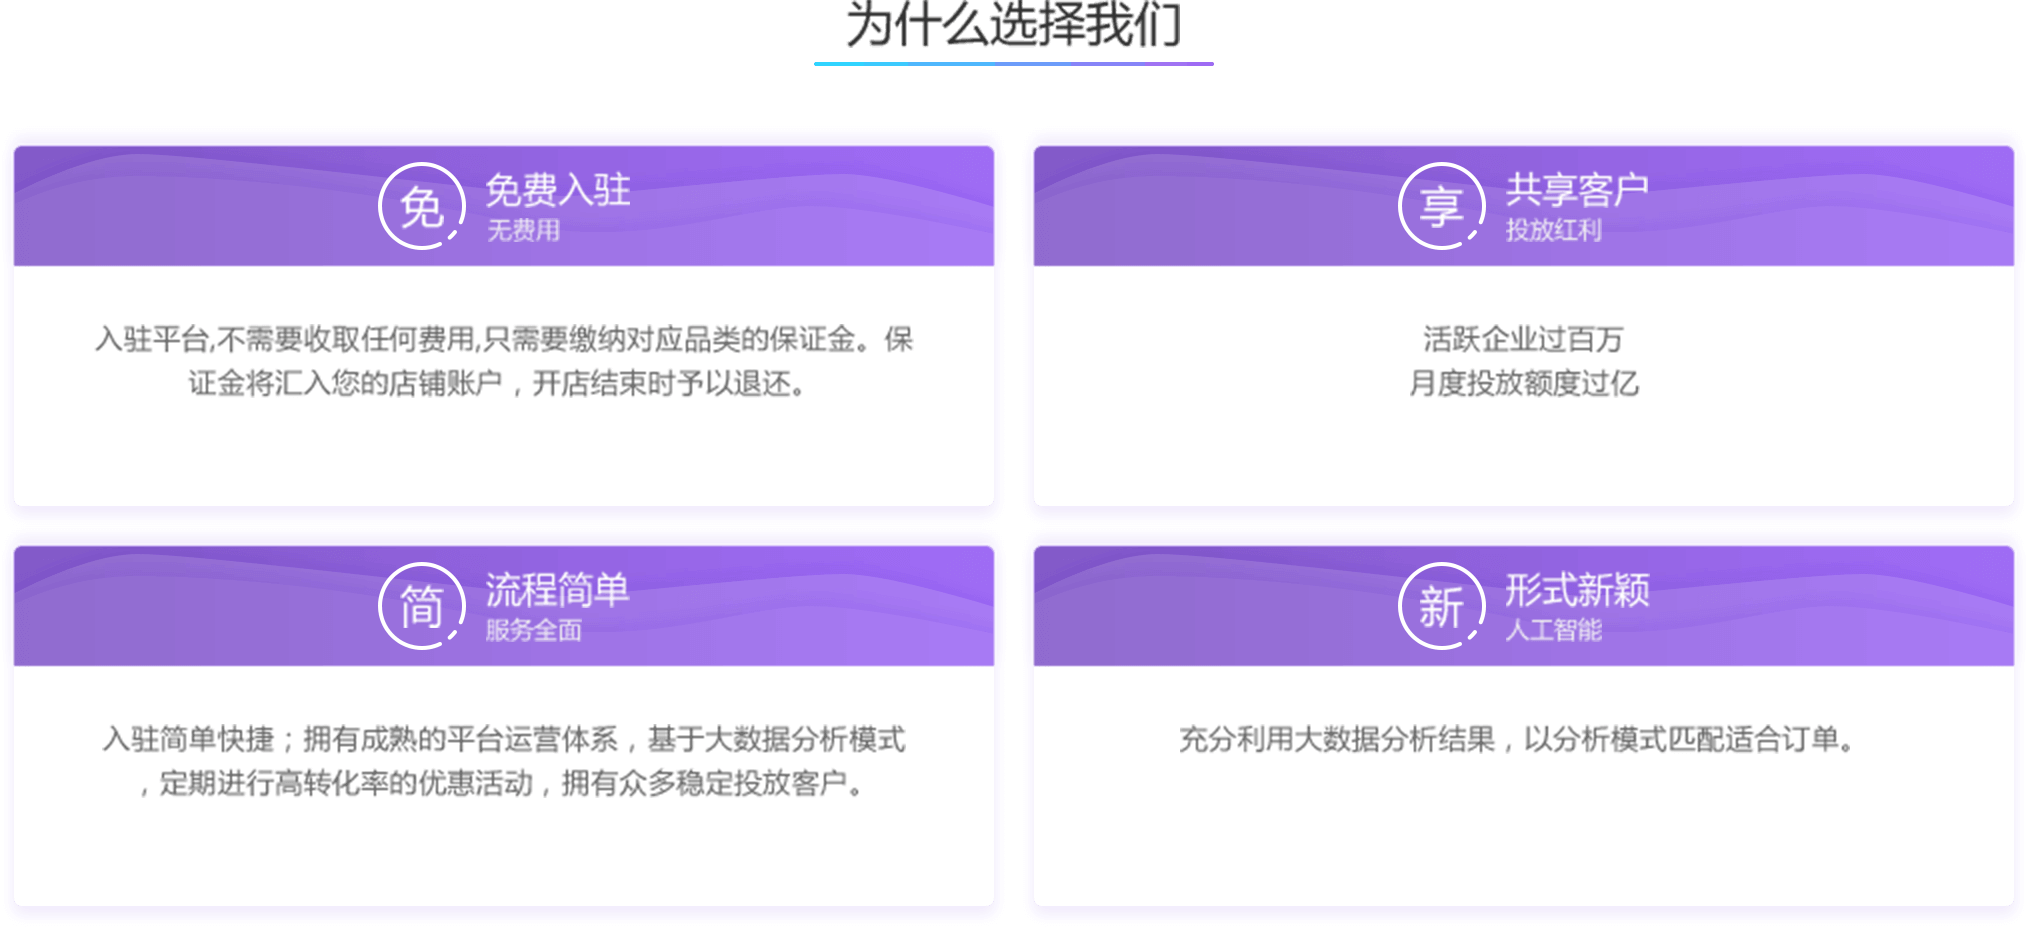 为什么选择我们
免
免费入驻
无费用
入驻平台,不需要收取任何费用,只需要缴纳对应品类的保证金。保
证金将汇入您的店铺账户，开店结束时予以退还。
享
共享客户
投放红利
活跃企业过百万
月度投放额度过亿
简
流程简单
服务全面
入驻简单快捷；拥有成熟的平台运营体系，基于大数据分析模式
，定期进行高转化率的优惠活动，拥有众多稳定投放客户。
新
形式新颖
人工智能
充分利用大数据分析结果，以分析模式匹配适合订单。